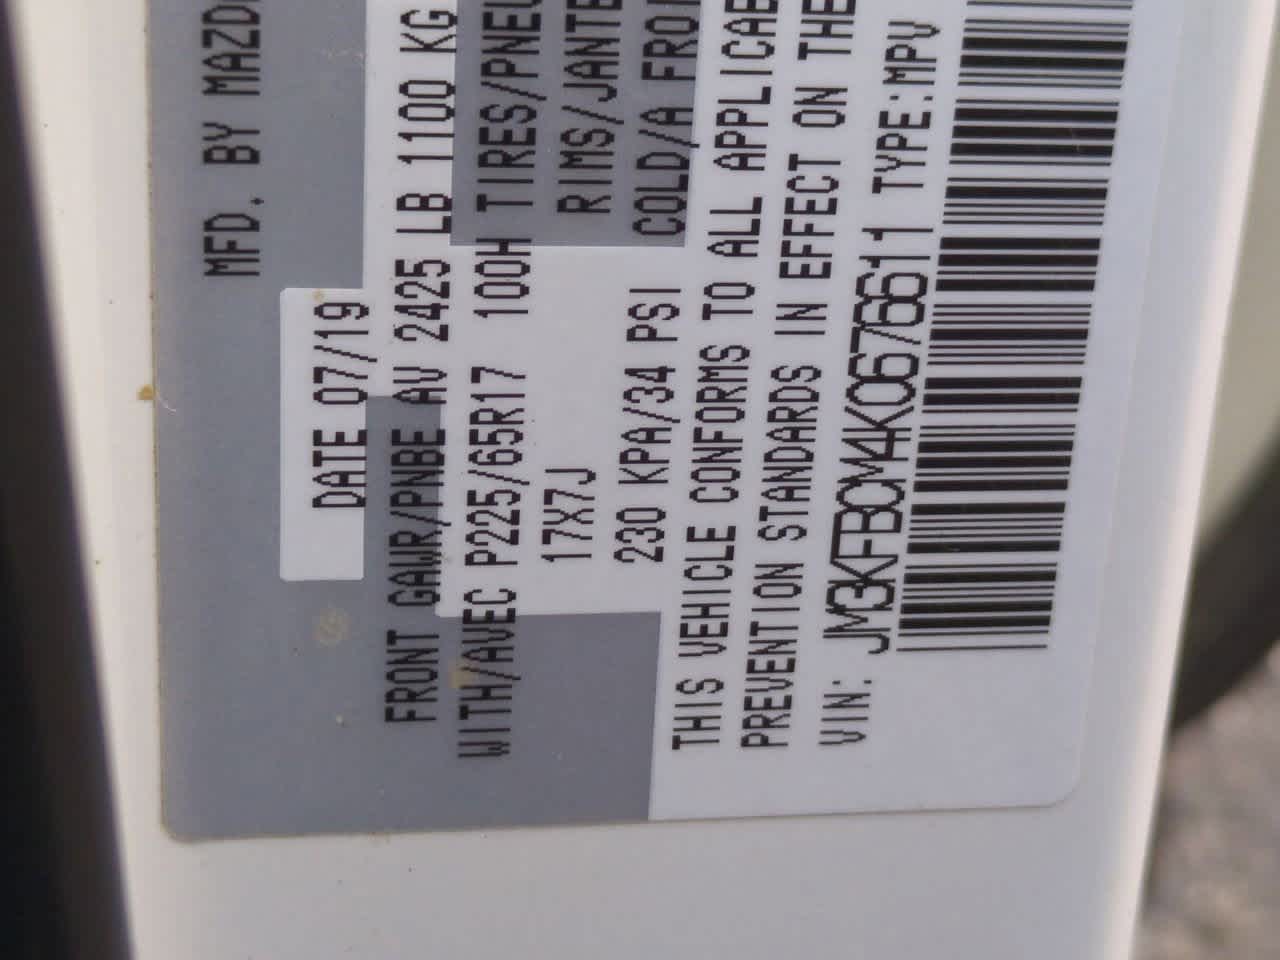 MFD. BY MAZD
DATE 07/19
FRONT GAWR/PNBE AV 2425 LB 1100 KG
WITH/AVEC P225/65R17 100H TIRES/PNEU
17X7J RIMS/JANTE
230 KPA/34 PSI COLD/A FROI
THIS VEHICLE CONFORMS TO ALL APPLICAB
PREVENTION STANDARDS IN EFFECT ON THE
VIN: JM3KFBCM4K0676611 TYPE:MPV